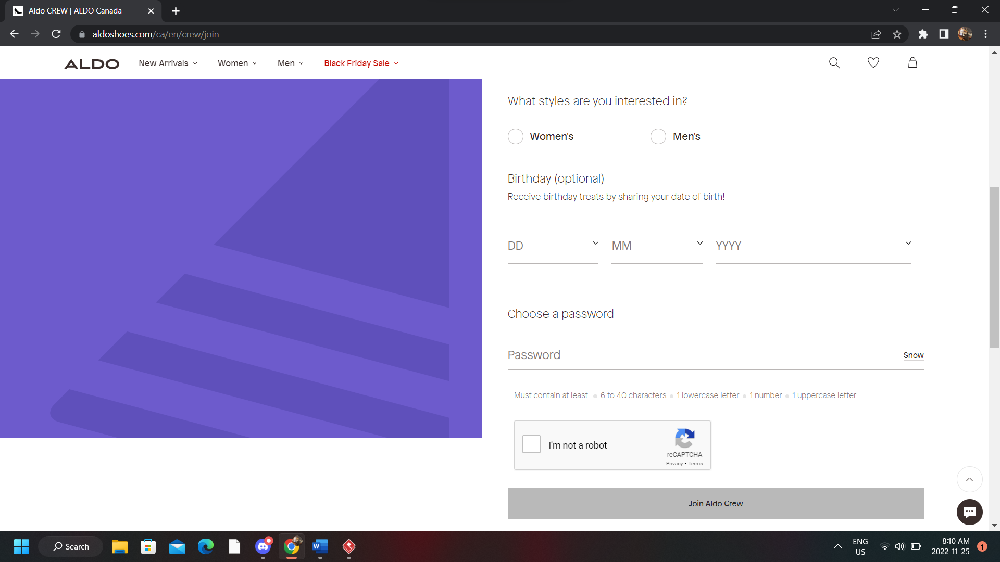 Aldo CREW | ALDO Canada
aldoshoes.com/ca/en/crew/join
ALDO New Arrivals Women Men Black Friday Sale
What styles are you interested in?
Women's Men's
Birthday (optional)
Receive birthday treats by sharing your date of birth!
DD MM YYYY
Choose a password
Password Show
Must contain at least: 6 to 40 characters 1 lowercase letter 1 number 1 uppercase letter
I'm not a robot
reCAPTCHA
Privacy - Terms
Join Aldo Crew
Search
W
ENG
US
8:10 AM
2022-11-25
1